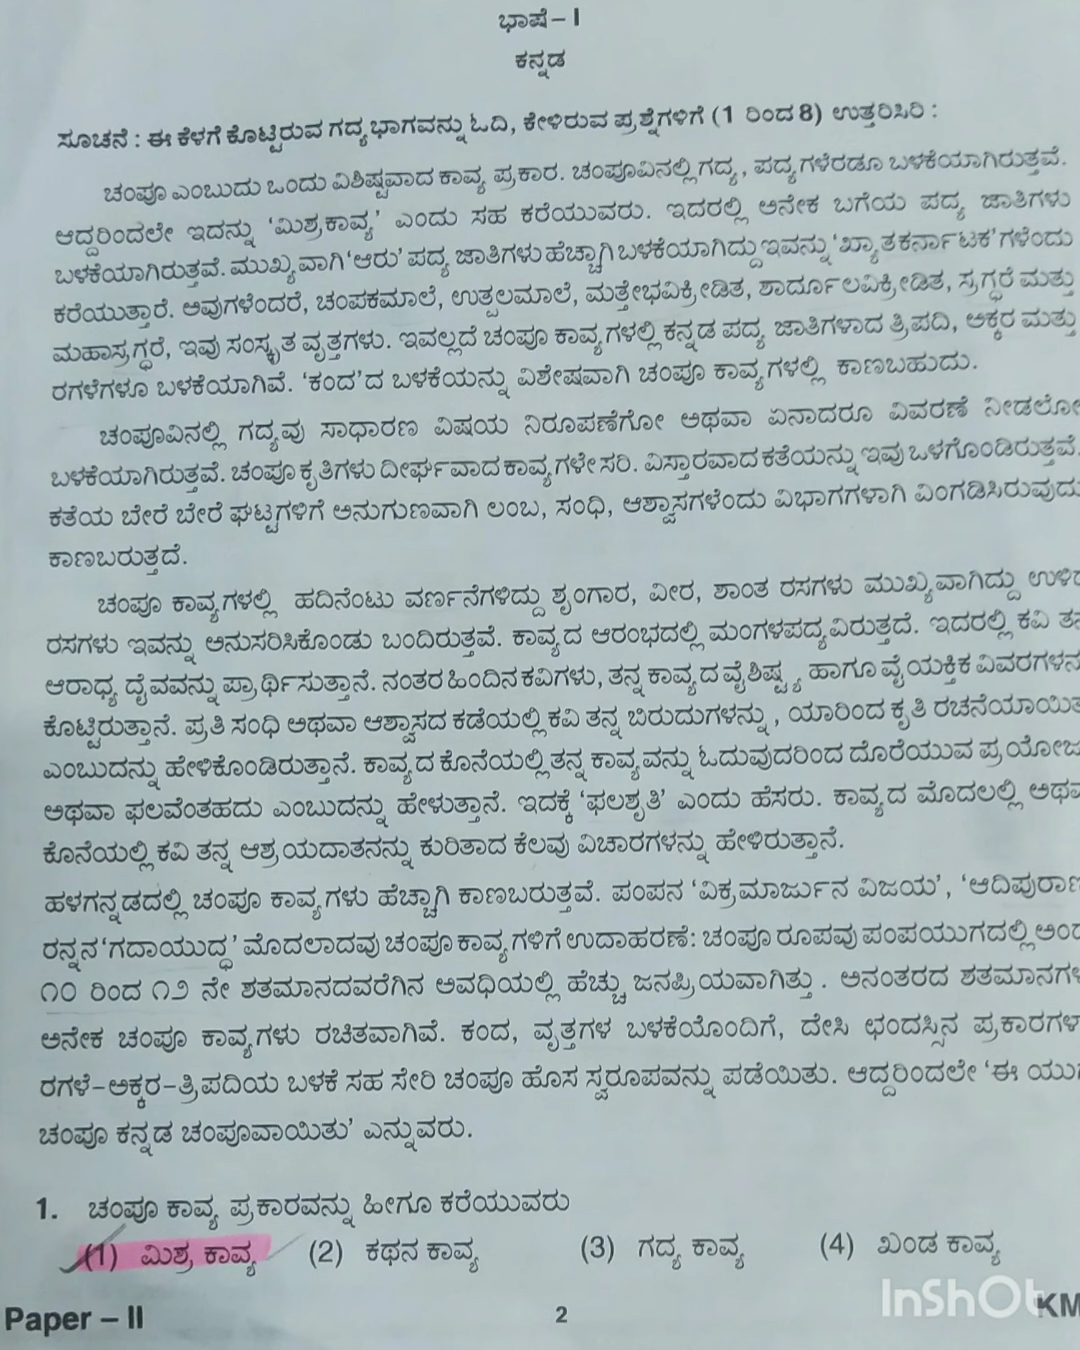 ಭಾಷೆ – I
ಕನ್ನಡ
ಸೂಚನೆ : ಈ ಕೆಳಗೆ ಕೊಟ್ಟಿರುವ ಗದ್ಯಭಾಗವನ್ನು ಓದಿ, ಕೇಳಿರುವ ಪ್ರಶ್ನೆಗಳಿಗೆ (1 ರಿಂದ 8) ಉತ್ತರಿಸಿರಿ :
ಚಂಪೂ ಎಂಬುದು ಒಂದು ವಿಶಿಷ್ಟವಾದ ಕಾವ್ಯ ಪ್ರಕಾರ. ಚಂಪೂವಿನಲ್ಲಿ ಗದ್ಯ, ಪದ್ಯಗಳೆರಡೂ ಬಳಕೆಯಾಗಿರುತ್ತವೆ.
ಆದ್ದರಿಂದಲೇ ಇದನ್ನು 'ಮಿಶ್ರಕಾವ್ಯ' ಎಂದು ಸಹ ಕರೆಯುವರು. ಇದರಲ್ಲಿ ಅನೇಕ ಬಗೆಯ ಪದ್ಯ ಜಾತಿಗಳು
ಬಳಕೆಯಾಗಿರುತ್ತವೆ. ಮುಖ್ಯವಾಗಿ 'ಆರು' ಪದ್ಯ ಜಾತಿಗಳು ಹೆಚ್ಚಾಗಿ ಬಳಕೆಯಾಗಿದ್ದು ಇವನ್ನು 'ಖ್ಯಾತಕರ್ನಾಟಕ'ಗಳೆಂದು
ಕರೆಯುತ್ತಾರೆ. ಅವುಗಳೆಂದರೆ, ಚಂಪಕಮಾಲೆ, ಉತ್ಪಲಮಾಲೆ, ಮತ್ತೇಭವಿಕ್ರೀಡಿತ, ಶಾರ್ದೂಲವಿಕ್ರೀಡಿತ, ಸ್ರಗ್ಧರೆ ಮತ್ತು
ಮಹಾಸ್ರಗ್ಧರೆ, ಇವು ಸಂಸ್ಕೃತ ವೃತ್ತಗಳು. ಇವಲ್ಲದೆ ಚಂಪೂ ಕಾವ್ಯಗಳಲ್ಲಿ ಕನ್ನಡ ಪದ್ಯ ಜಾತಿಗಳಾದ ತ್ರಿಪದಿ, ಅಕ್ಕರ ಮತ್ತು
ರಗಳೆಗಳೂ ಬಳಕೆಯಾಗಿವೆ. 'ಕಂದ'ದ ಬಳಕೆಯನ್ನು ವಿಶೇಷವಾಗಿ ಚಂಪೂ ಕಾವ್ಯಗಳಲ್ಲಿ ಕಾಣಬಹುದು.
ಚಂಪೂವಿನಲ್ಲಿ ಗದ್ಯವು ಸಾಧಾರಣ ವಿಷಯ ನಿರೂಪಣೆಗೋ ಅಥವಾ ಏನಾದರೂ ವಿವರಣೆ ನೀಡಲೋ
ಬಳಕೆಯಾಗಿರುತ್ತವೆ. ಚಂಪೂ ಕೃತಿಗಳು ದೀರ್ಘವಾದ ಕಾವ್ಯಗಳೇ ಸರಿ. ವಿಸ್ತಾರವಾದ ಕತೆಯನ್ನು ಇವು ಒಳಗೊಂಡಿರುತ್ತವೆ.
ಕತೆಯ ಬೇರೆ ಬೇರೆ ಘಟ್ಟಗಳಿಗೆ ಅನುಗುಣವಾಗಿ ಲಂಬ, ಸಂಧಿ, ಆಶ್ವಾಸಗಳೆಂದು ವಿಭಾಗಗಳಾಗಿ ವಿಂಗಡಿಸಿರುವುದು
ಕಾಣಬರುತ್ತದೆ.
ಚಂಪೂ ಕಾವ್ಯಗಳಲ್ಲಿ ಹದಿನೆಂಟು ವರ್ಣನೆಗಳಿದ್ದು ಶೃಂಗಾರ, ವೀರ, ಶಾಂತ ರಸಗಳು ಮುಖ್ಯವಾಗಿದ್ದು
ರಸಗಳು ಇವನ್ನು ಅನುಸರಿಸಿಕೊಂಡು ಬಂದಿರುತ್ತವೆ. ಕಾವ್ಯದ ಆರಂಭದಲ್ಲಿ ಮಂಗಳಪದ್ಯವಿರುತ್ತದೆ. ಇದರಲ್ಲಿ ಕವಿ
ಆರಾಧ್ಯ ದೈವವನ್ನು ಪ್ರಾರ್ಥಿಸುತ್ತಾನೆ. ನಂತರ ಹಿಂದಿನ ಕವಿಗಳು, ತನ್ನ ಕಾವ್ಯದ ವೈಶಿಷ್ಟ್ಯ ಹಾಗೂ ವೈಯಕ್ತಿಕ
ಕೊಟ್ಟಿರುತ್ತಾನೆ. ಪ್ರತಿ ಸಂಧಿ ಅಥವಾ ಆಶ್ವಾಸದ ಕಡೆಯಲ್ಲಿ ಕವಿ ತನ್ನ ಬಿರುದುಗಳನ್ನು, ಯಾರಿಂದ ಕೃತಿ
ಎಂಬುದನ್ನು ಹೇಳಿಕೊಂಡಿರುತ್ತಾನೆ. ಕಾವ್ಯದ ಕೊನೆಯಲ್ಲಿ ತನ್ನ ಕಾವ್ಯವನ್ನು ಓದುವುದರಿಂದ ದೊರೆಯುವ
ಅಥವಾ ಫಲವೆಂತಹದು ಎಂಬುದನ್ನು ಹೇಳುತ್ತಾನೆ. ಇದಕ್ಕೆ 'ಫಲಶೃತಿ' ಎಂದು ಹೆಸರು. ಕಾವ್ಯದ ಮೊದಲಲ್ಲಿ
ಕೊನೆಯಲ್ಲಿ ಕವಿ ತನ್ನ ಆಶ್ರಯದಾತನನ್ನು ಕುರಿತಾದ ಕೆಲವು ವಿಚಾರಗಳನ್ನು ಹೇಳಿರುತ್ತಾನೆ.
ಹಳಗನ್ನಡದಲ್ಲಿ ಚಂಪೂ ಕಾವ್ಯಗಳು ಹೆಚ್ಚಾಗಿ ಕಾಣಬರುತ್ತವೆ. ಪಂಪನ 'ವಿಕ್ರಮಾರ್ಜುನ ವಿಜಯ', 'ಆದಿಪುರಾಣ
ರನ್ನನ 'ಗದಾಯುದ್ಧ' ಮೊದಲಾದವು ಚಂಪೂ ಕಾವ್ಯಗಳಿಗೆ ಉದಾಹರಣೆ: ಚಂಪೂ ರೂಪವು ಪಂಪಯುಗದಲ್ಲಿ
೧೦ ರಿಂದ ೧೨ ನೇ ಶತಮಾನದವರೆಗಿನ ಅವಧಿಯಲ್ಲಿ ಹೆಚ್ಚು ಜನಪ್ರಿಯವಾಗಿತ್ತು. ಅನಂತರದ
ಅನೇಕ ಚಂಪೂ ಕಾವ್ಯಗಳು ರಚಿತವಾಗಿವೆ. ಕಂದ, ವೃತ್ತಗಳ ಬಳಕೆಯೊಂದಿಗೆ, ದೇಸಿ ಛಂದಸ್ಸಿನ
ರಗಳೆ–ಅಕ್ಕರ–ತ್ರಿಪದಿಯ ಬಳಕೆ ಸಹ ಸೇರಿ ಚಂಪೂ ಹೊಸ ಸ್ವರೂಪವನ್ನು ಪಡೆಯಿತು. ಆದ್ದರಿಂದಲೇ 'ಈ
ಚಂಪೂ ಕನ್ನಡ ಚಂಪೂವಾಯಿತು' ಎನ್ನುವರು.
1. ಚಂಪೂ ಕಾವ್ಯ ಪ್ರಕಾರವನ್ನು ಹೀಗೂ ಕರೆಯುವರು
(1) ಮಿಶ್ರ ಕಾವ್ಯ (2) ಕಥನ ಕಾವ್ಯ (3) ಗದ್ಯ ಕಾವ್ಯ (4) ಖಂಡ ಕಾವ್ಯ
InShOt
Paper – II 2 KM